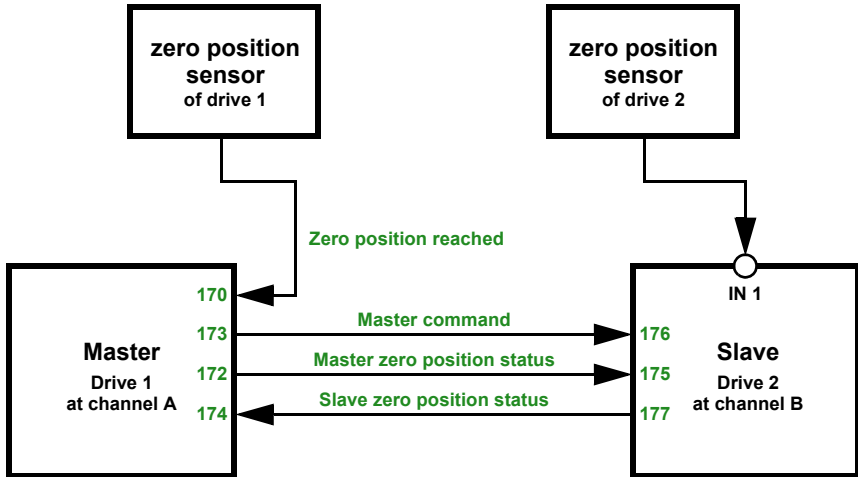 zero position
sensor
of drive 1
zero position
sensor
of drive 2
Zero position reached
170
IN 1
173
Master command
176
Master
Slave
172
Master zero position status
175
Drive 1
at channel A
Drive 2
at channel B
174
Slave zero position status
177